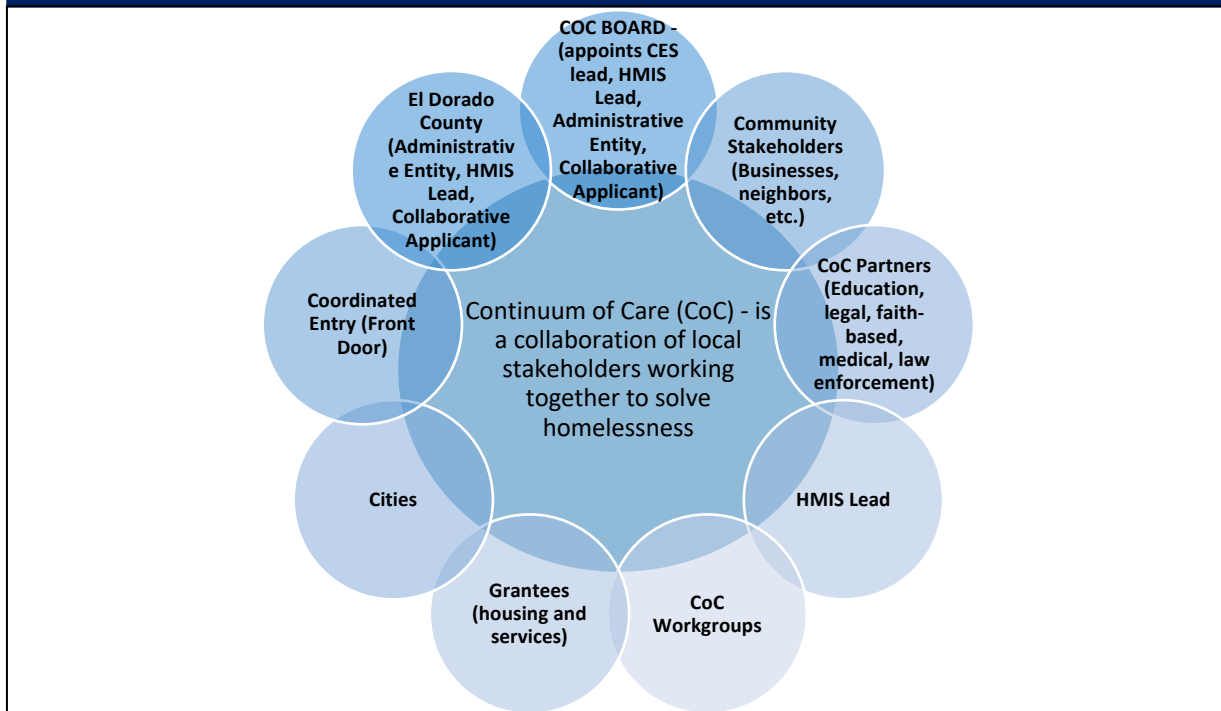 COC BOARD -
(appoints CES
lead, HMIS
Lead,
Administrative
Entity,
Collaborative
Applicant)
Community
Stakeholders
(Businesses,
neighbors,
etc.)
CoC Partners
(Education,
legal, faith-
based,
medical, law
enforcement)
HMIS Lead
CoC
Workgroups
Grantees
(housing and
services)
Cities
Coordinated
Entry (Front
Door)
El Dorado
County
(Administrativ
e Entity, HMIS
Lead,
Collaborative
Applicant)
Continuum of Care (CoC) - is
a collaboration of local
stakeholders working
together to solve
homelessness